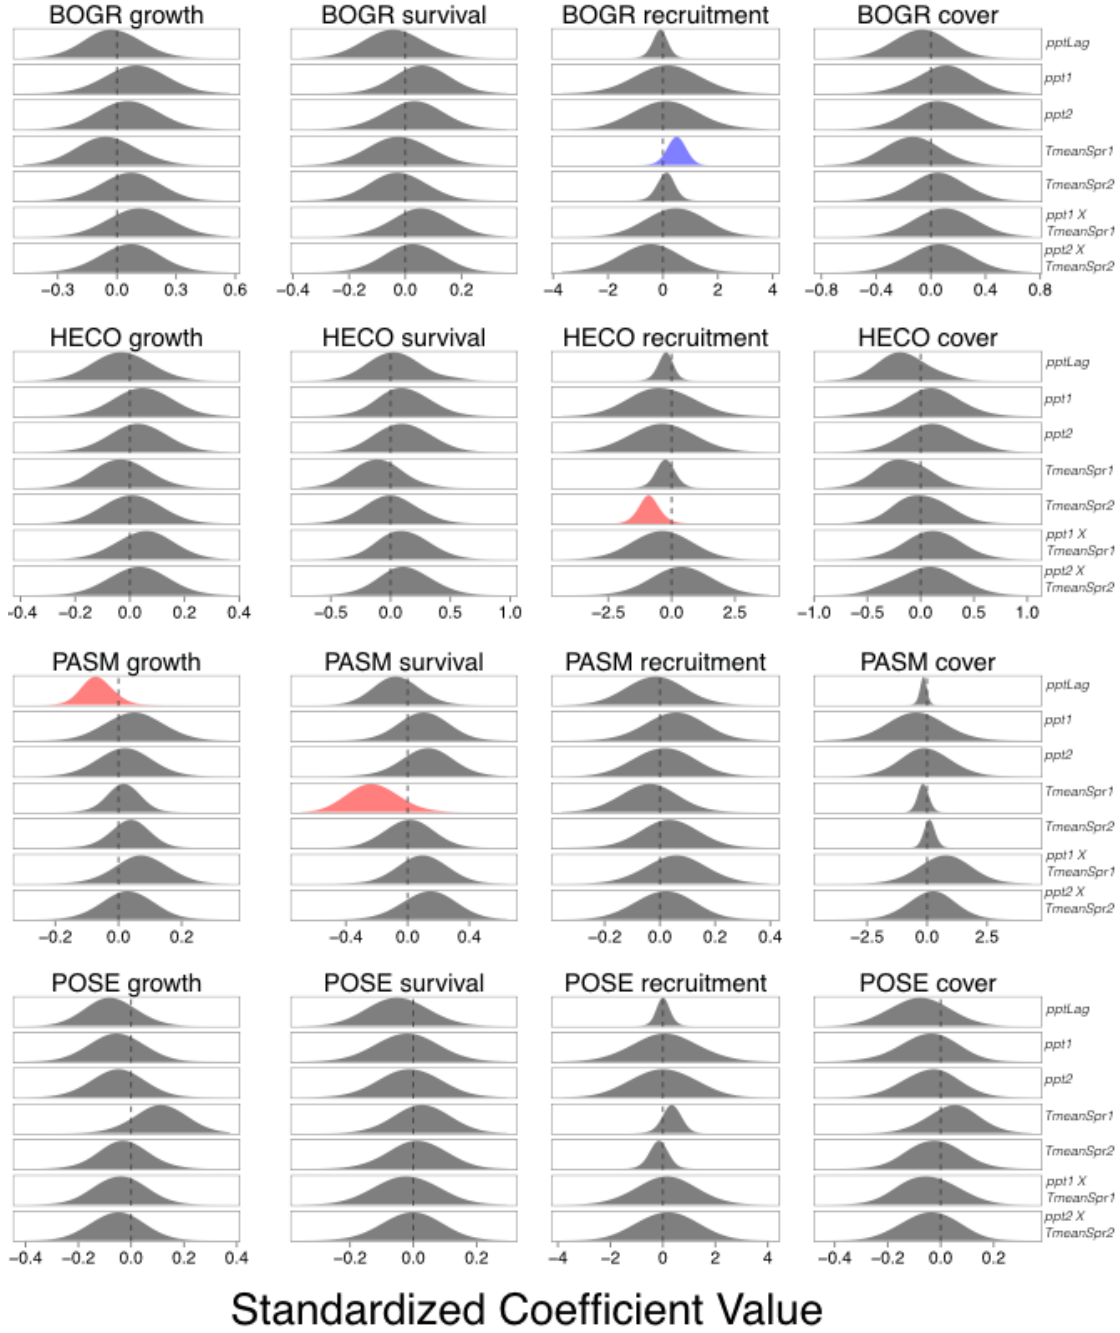 BOGR growth BOGR survival BOGR recruitment BOGR cover
pptLag
ppt1
ppt2
TmeanSpr1
TmeanSpr2
ppt1 X
TmeanSpr1
ppt2 X
TmeanSpr2
−0.3 0.0 0.3 0.6 −0.4 −0.2 0.0 0.2 −4 −2 0 2 4 −0.8 −0.4 0.0 0.4 0.8
HECO growth HECO survival HECO recruitment HECO cover
pptLag
ppt1
ppt2
TmeanSpr1
TmeanSpr2
ppt1 X
TmeanSpr1
ppt2 X
TmeanSpr2
−0.4 −0.2 0.0 0.2 0.4 −0.5 0.0 0.5 1.0 −2.5 0.0 2.5 −1.0 −0.5 0.0 0.5 1.0
PASM growth PASM survival PASM recruitment PASM cover
pptLag
ppt1
ppt2
TmeanSpr1
TmeanSpr2
ppt1 X
TmeanSpr1
ppt2 X
TmeanSpr2
−0.2 0.0 0.2 −0.4 0.0 0.4 −0.2 0.0 0.2 0.4 −2.5 0.0 2.5
POSE growth POSE survival POSE recruitment POSE cover
pptLag
ppt1
ppt2
TmeanSpr1
TmeanSpr2
ppt1 X
TmeanSpr1
ppt2 X
TmeanSpr2
−0.4 −0.2 0.0 0.2 0.4 −0.2 0.0 0.2 −4 −2 0 2 4 −0.4 −0.2 0.0 0.2
Standardized Coefficient Value